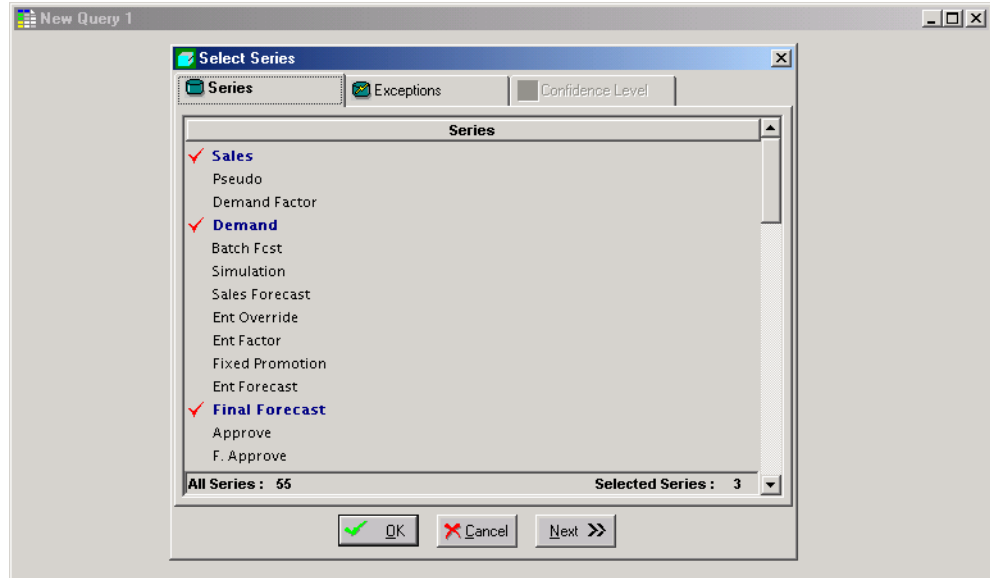 New Query 1
Select Series
Series Exceptions Confidence Level
Series
Sales
Pseudo
Demand Factor
Demand
Batch Fcst
Simulation
Sales Forecast
Ent Override
Ent Factor
Fixed Promotion
Ent Forecast
Final Forecast
Approve
F. Approve
All Series : 55 Selected Series : 3
OK Cancel Next >>